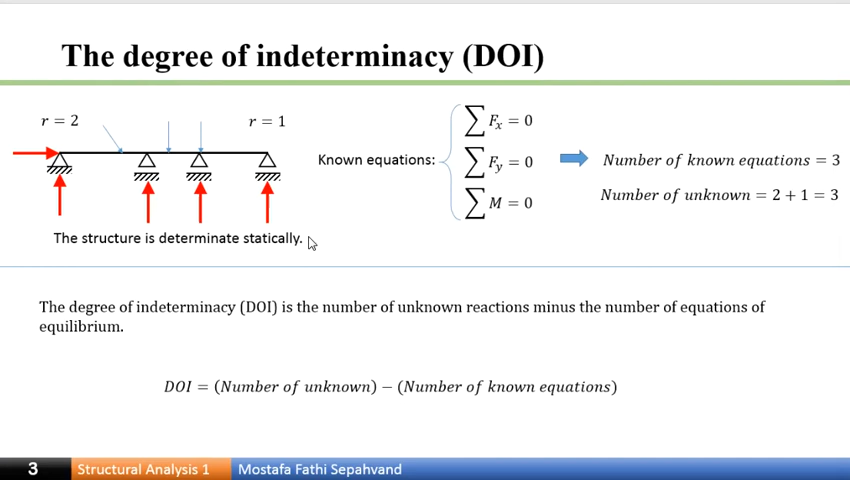 The degree of indeterminacy (DOI)
r = 2
r = 1
Known equations:
∑ Fx = 0
∑ Fy = 0
∑ M = 0
Number of known equations = 3
Number of unknown = 2 + 1 = 3
The structure is determinate statically.
The degree of indeterminacy (DOI) is the number of unknown reactions minus the number of equations of
equilibrium.
DOI = (Number of unknown) − (Number of known equations)
3 Structural Analysis 1 Mostafa Fathi Sepahvand